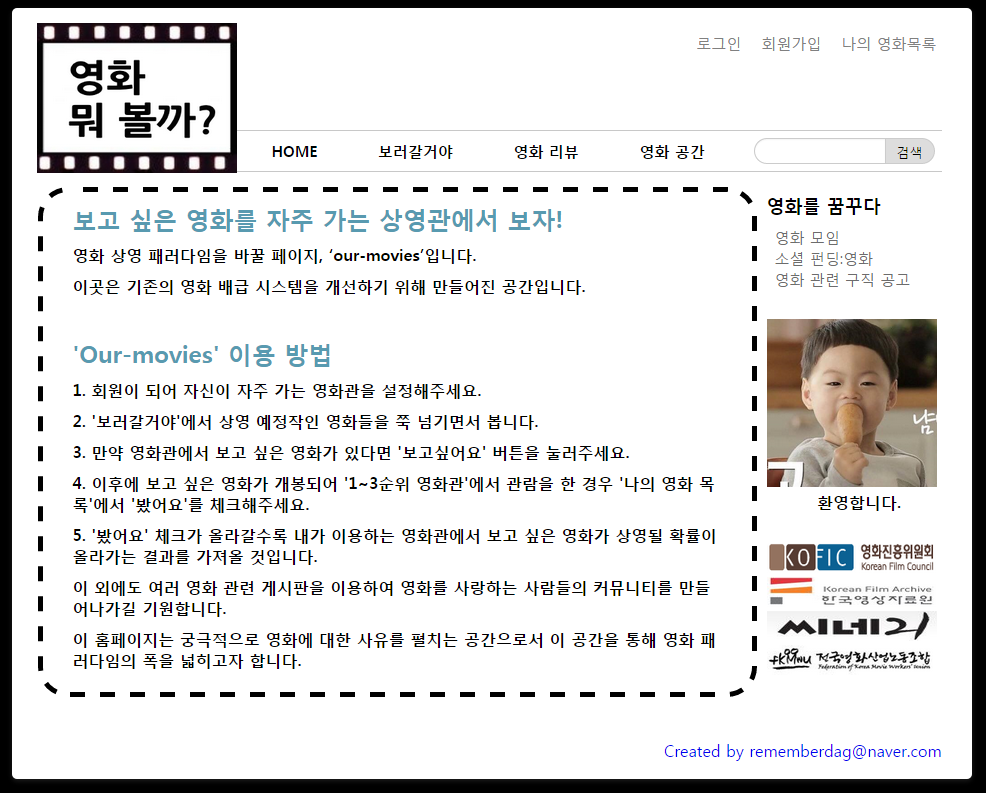 영화
뭐 볼까?
로그인 회원가입 나의 영화목록
HOME 보러갈거야 영화 리뷰 영화 공간 검색
보고 싶은 영화를 자주 가는 상영관에서 보자!
영화 상영 패러다임을 바꿀 페이지, ‘our-movies’입니다.
이곳은 기존의 영화 배급 시스템을 개선하기 위해 만들어진 공간입니다.
'Our-movies' 이용 방법
1. 회원이 되어 자신이 자주 가는 영화관을 설정해주세요.
2. '보러갈거야'에서 상영 예정작인 영화들을 쭉 넘기면서 봅니다.
3. 만약 영화관에서 보고 싶은 영화가 있다면 '보고싶어요' 버튼을 눌러주세요.
4. 이후에 보고 싶은 영화가 개봉되어 '1~3순위 영화관'에서 관람을 한 경우 '나의 영화 목
록'에서 '봤어요'를 체크해주세요.
5. '봤어요' 체크가 올라갈수록 내가 이용하는 영화관에서 보고 싶은 영화가 상영될 확률이
올라가는 결과를 가져올 것입니다.
이 외에도 여러 영화 관련 게시판을 이용하여 영화를 사랑하는 사람들의 커뮤니티를 만들
어나가길 기원합니다.
이 홈페이지는 궁극적으로 영화에 대한 사유를 펼치는 공간으로서 이 공간을 통해 영화 패
러다임의 폭을 넓히고자 합니다.
영화를 꿈꾸다
영화 모임
소셜 펀딩:영화
영화 관련 구직 공고
냠
환영합니다.
KOFIC 영화진흥위원회
Korean Film Council
Korean Film Archive
한국영상자료원
씨네21
FKMWU 전국영화산업노동조합
Federation of Korea Movie Workers' Union
Created by rememberdag@naver.com